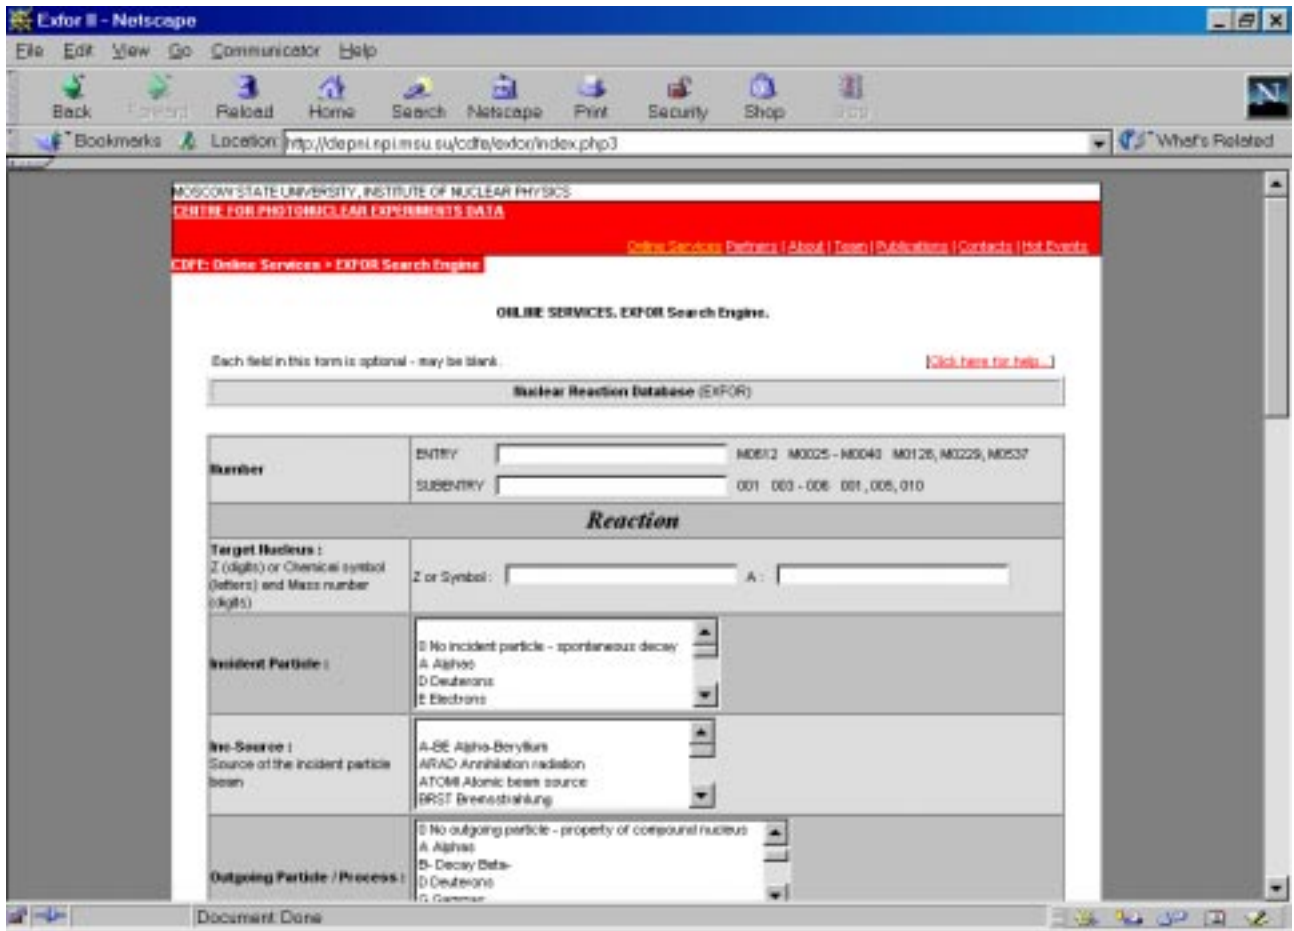 Exfor II - Netscape
File Edit View Go Communicator Help
Back Forward Reload Home Search Netscape Print Security Shop Stop
Bookmarks Location: http://depni.npi.msu.su/cdfe/exfor/index.php3 What's Related
MOSCOW STATE UNIVERSITY, INSTITUTE OF NUCLEAR PHYSICS
CENTRE FOR PHOTONUCLEAR EXPERIMENTS DATA
Online Services Partners | About | Team | Publications | Contacts | Hot Events
CDFE: Online Services > EXFOR Search Engine
ONLINE SERVICES. EXFOR Search Engine.
Each field in this form is optional - may be blank. [Click here for help...]
Nuclear Reaction Database (EXFOR)
Number
ENTRY M0612 M0025 - M0040 M0128, M0229, M0537
SUBENTRY 001 003 - 006 001, 005, 010
Reaction
Target Nucleus :
Z (digits) or Chemical symbol
(letters) and Mass number
(digits)
Z or Symbol : A :
Incident Particle :
0 No incident particle - spontaneous decay
A Alphas
D Deuterons
E Electrons
Inc-Source :
Source of the incident particle
beam
A-BE Alpha-Beryllium
ARAD Annihilation radiation
ATOMI Atomic beam source
BRST Bremsstrahlung
Outgoing Particle / Process :
0 No outgoing particle - property of compound nucleus
A Alphas
B- Decay Beta-
D Deuterons
G Gammas
Document: Done